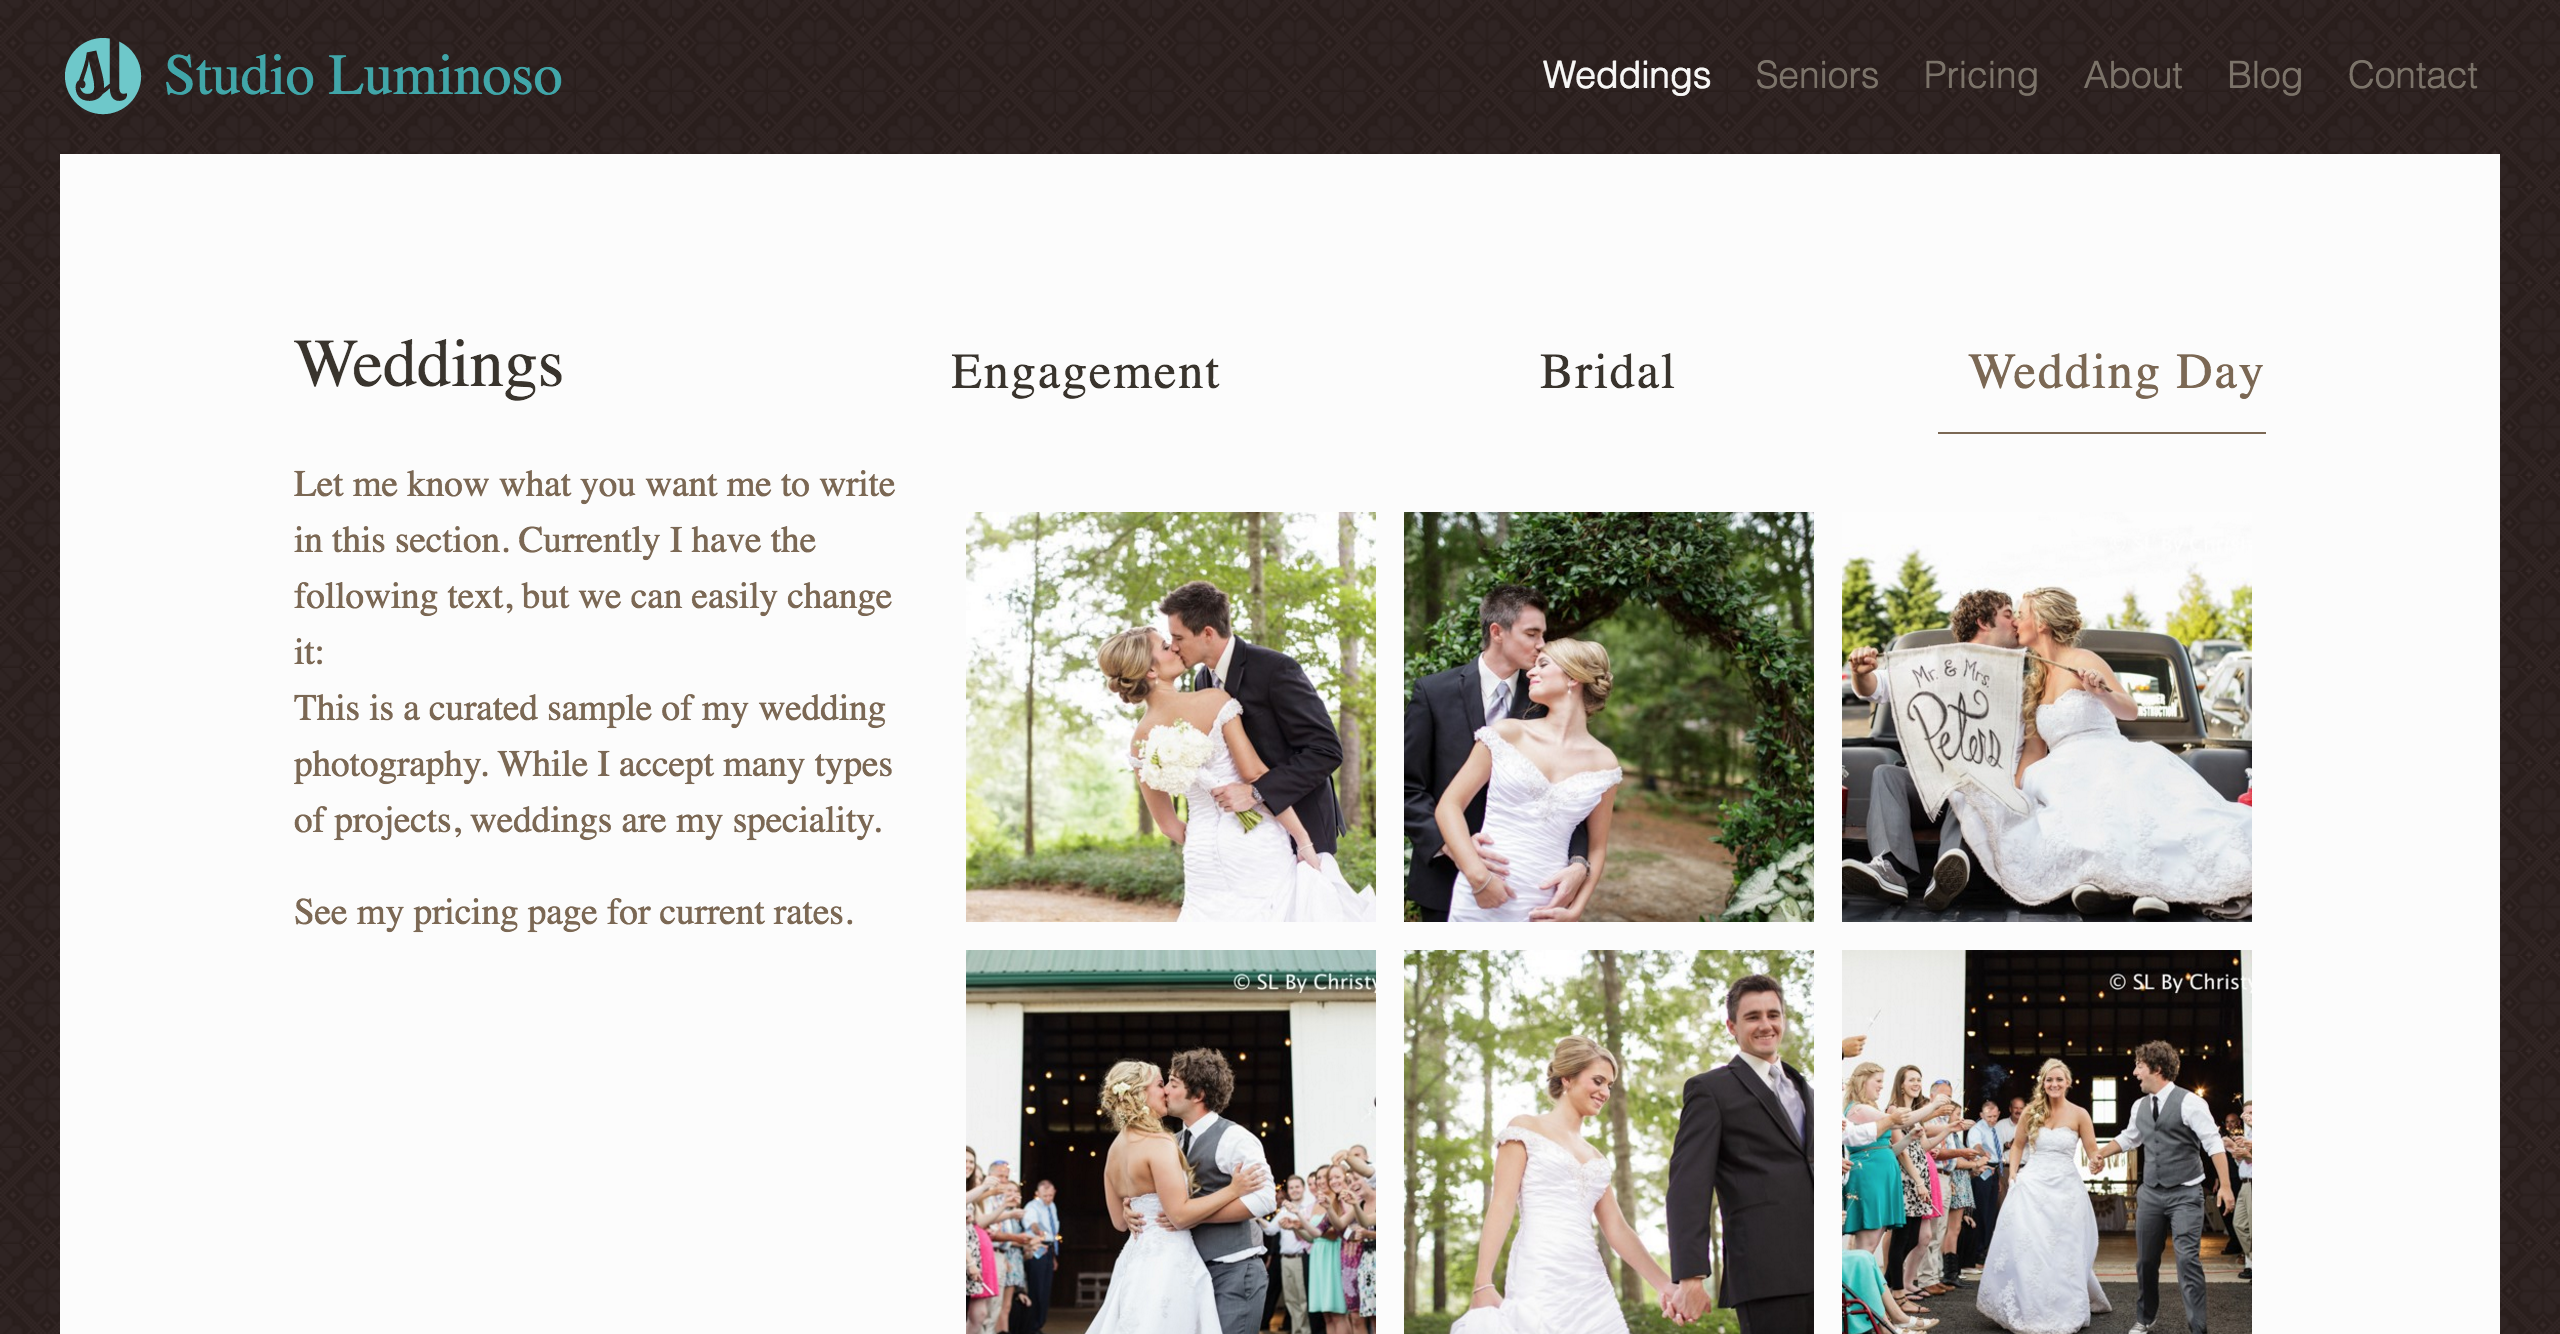 sl Studio Luminoso
Weddings Seniors Pricing About Blog Contact
Weddings
Engagement Bridal Wedding Day
Let me know what you want me to write
in this section. Currently I have the
following text, but we can easily change
it:
This is a curated sample of my wedding
photography. While I accept many types
of projects, weddings are my speciality.
See my pricing page for current rates.
Mr. & Mrs.
Peters
© SL By Christy
© SL By Christy